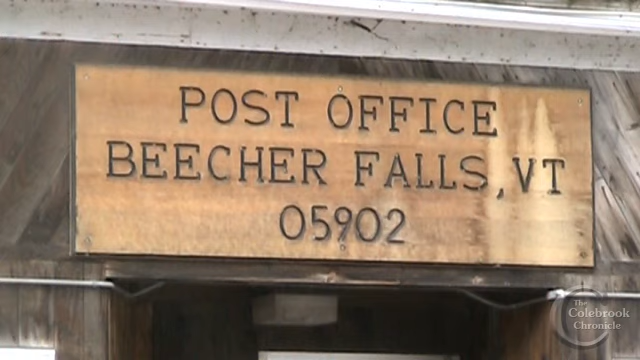 POST OFFICE
BEECHER FALLS, VT
05902
The
Colebrook
Chronicle